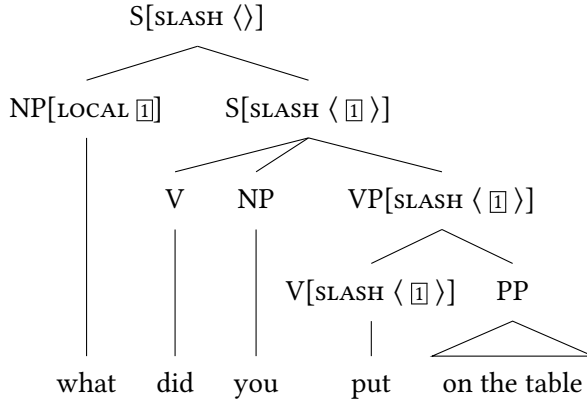 S[SLASH ⟨⟩]
NP[LOCAL 1] S[SLASH ⟨ 1 ⟩]
V NP VP[SLASH ⟨ 1 ⟩]
V[SLASH ⟨ 1 ⟩] PP
what did you put on the table